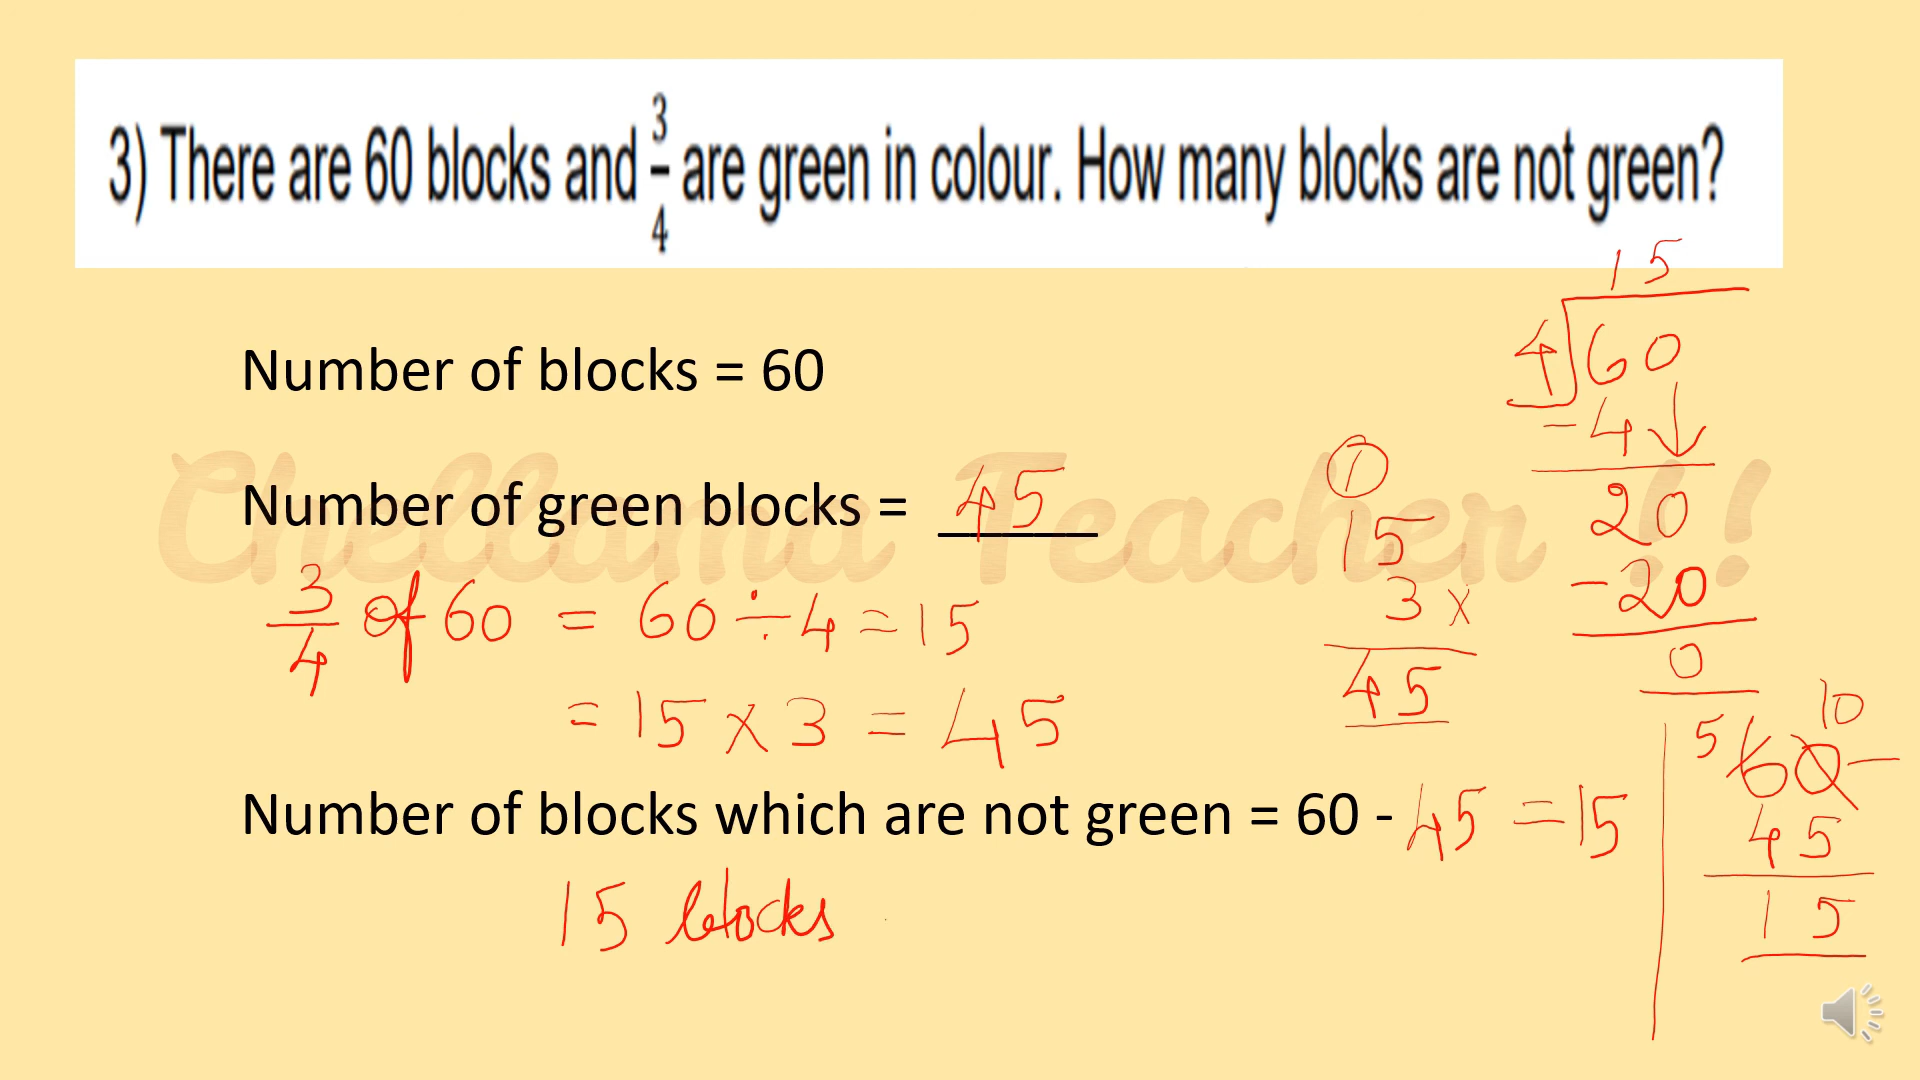 3) There are 60 blocks and 3/4 are green in colour. How many blocks are not green?
Number of blocks = 60
Number of green blocks = 45
3/4 of 60 = 60 ÷ 4 = 15
= 15 x 3 = 45
Number of blocks which are not green = 60 - 45 = 15
15 blocks
1
15
3 x
45
15
4 60
- 4
20
- 20
0
5 10
60 -
45
15
Chellama Teacher !!